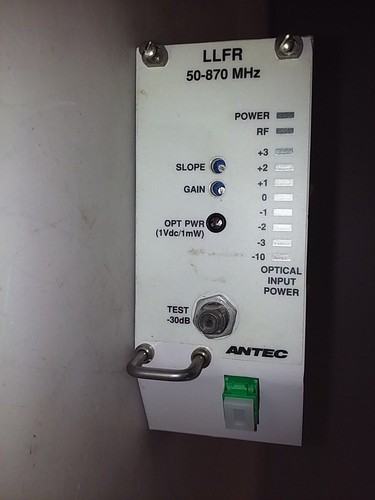 LLFR
50-870 MHz
POWER
RF
+3
SLOPE
+2
GAIN
+1
0
-1
OPT PWR
(1Vdc/1mW)
-2
-3
-10
OPTICAL
INPUT
POWER
TEST
-30dB
ANTEC